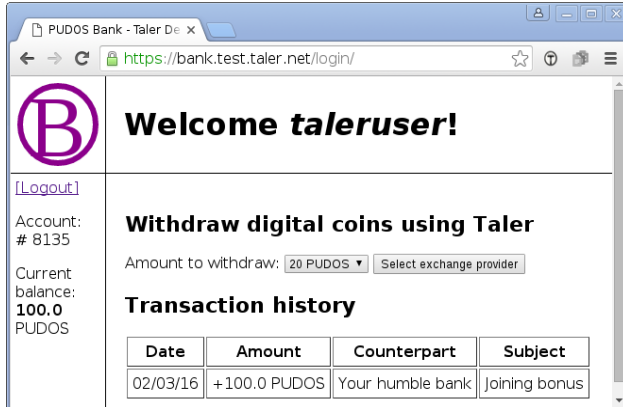 PUDOS Bank - Taler De
https://bank.test.taler.net/login/
B
Welcome taleruser!
[Logout]
Account:
# 8135
Current
balance:
100.0
PUDOS
Withdraw digital coins using Taler
Amount to withdraw: 20 PUDOS Select exchange provider
Transaction history
Date Amount Counterpart Subject
02/03/16 +100.0 PUDOS Your humble bank Joining bonus